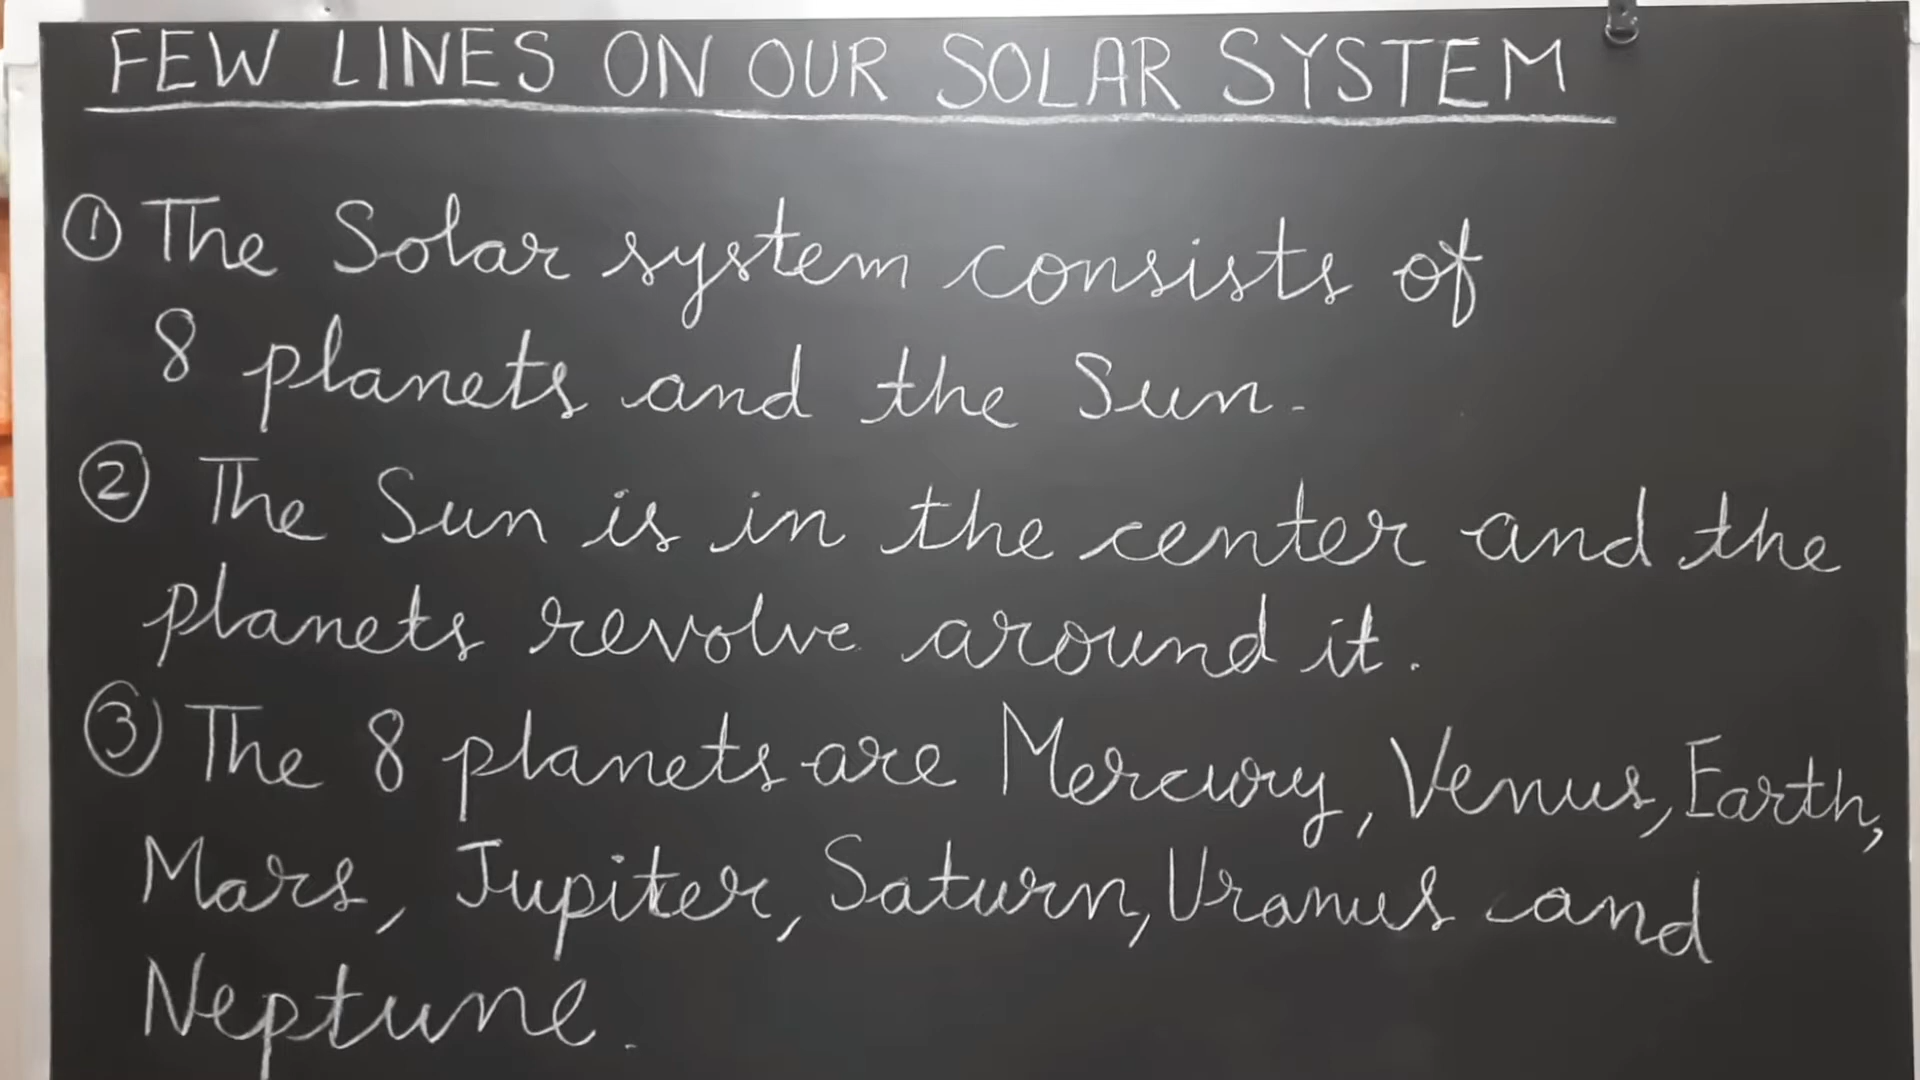 FEW LINES ON OUR SOLAR SYSTEM
① The Solar system consists of
8 planets and the Sun.
② The Sun is in the center and the
planets revolve around it.
③ The 8 planets are Mercury, Venus, Earth,
Mars, Jupiter, Saturn, Uranus and
Neptune.